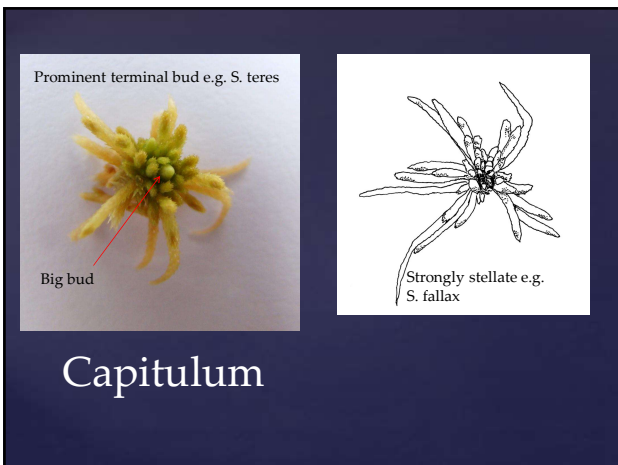 Prominent terminal bud e.g. S. teres
Big bud
Strongly stellate e.g.
S. fallax
Capitulum